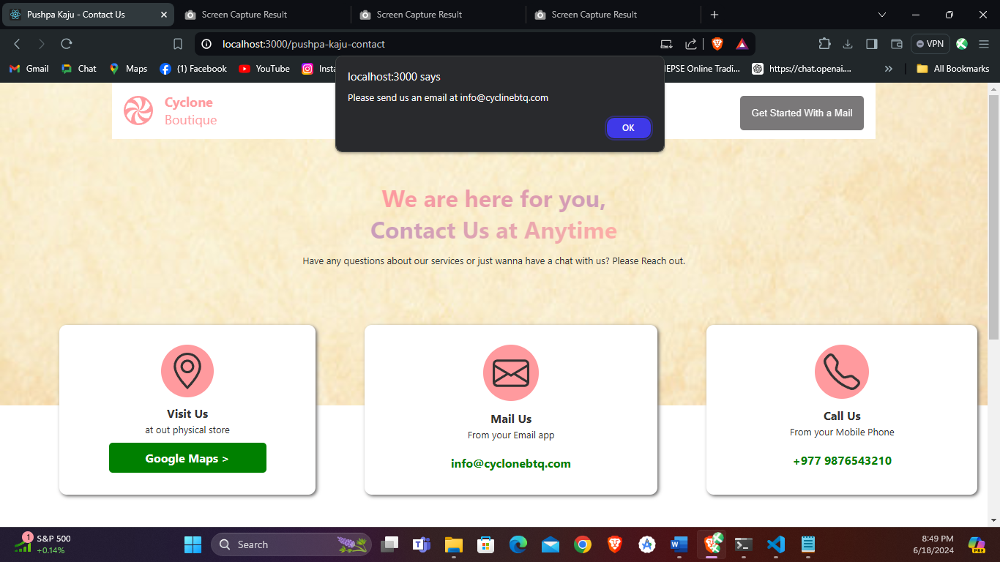 Pushpa Kaju - Contact Us
Screen Capture Result
Screen Capture Result
Screen Capture Result
localhost:3000/pushpa-kaju-contact
VPN
Gmail
Chat
Maps
(1) Facebook
YouTube
Insta
IEPSE Online Tradi...
https://chat.openai....
All Bookmarks
localhost:3000 says
Please send us an email at info@cyclinebtq.com
OK
Cyclone
Boutique
Get Started With a Mail
We are here for you,
Contact Us at Anytime
Have any questions about our services or just wanna have a chat with us? Please Reach out.
Visit Us
at out physical store
Google Maps >
Mail Us
From your Email app
info@cyclonebtq.com
Call Us
From your Mobile Phone
+977 9876543210
1
S&P 500
+0.14%
Search
8:49 PM
6/18/2024
PRE